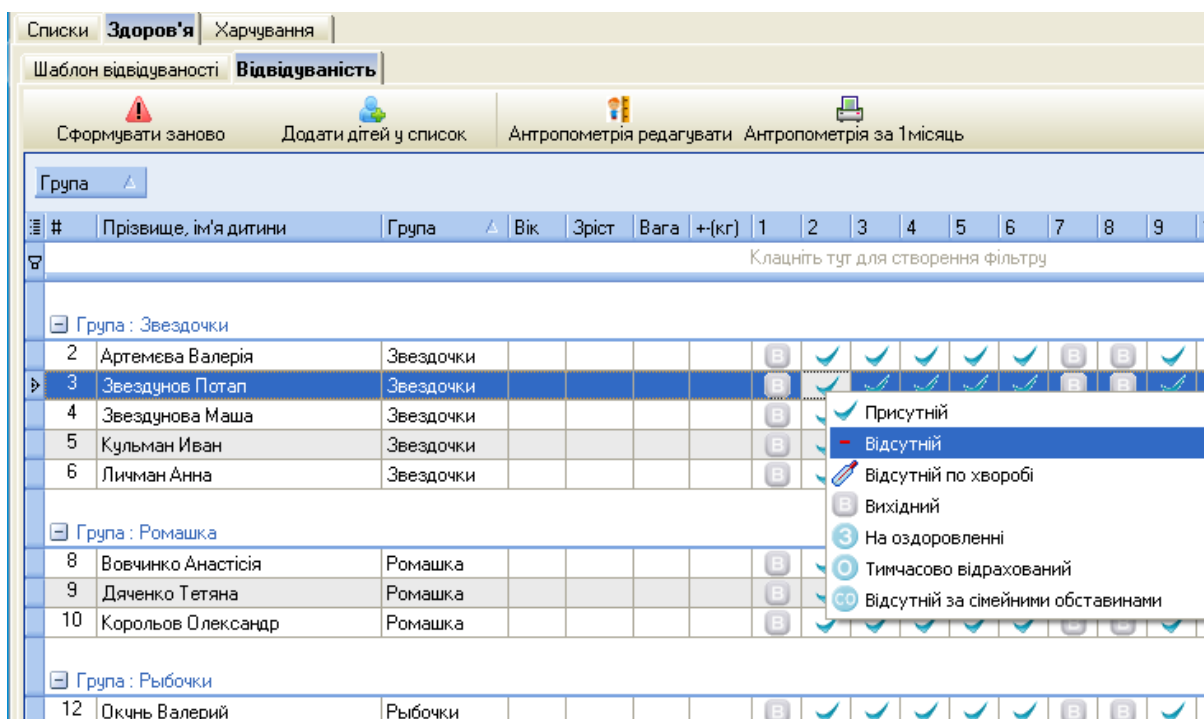 Списки Здоров'я Харчування
Шаблон відвідуваності Відвідуваність
Сформувати заново Додати дітей у список Антропометрія редагувати Антропометрія за 1місяць
Група
# Прізвище, ім'я дитини Група Вік Зріст Вага +-(кг) 1 2 3 4 5 6 7 8 9
Клацніть тут для створення фільтру
Група : Звездочки
2 Артемєва Валерія Звездочки В В В
3 Звездунов Потап Звездочки В В В
4 Звездунова Маша Звездочки В
Присутній
5 Кульман Иван Звездочки В
Відсутній
6 Личман Анна Звездочки В
Відсутній по хворобі
В Вихідний
Група : Ромашка
З На оздоровленні
8 Вовчинко Анастісія Ромашка В
О Тимчасово відрахований
9 Дяченко Тетяна Ромашка В
СО Відсутній за сімейними обставинами
10 Корольов Олександр Ромашка В В В
Група : Рыбочки
12 Окунь Валерий Рыбочки В В В